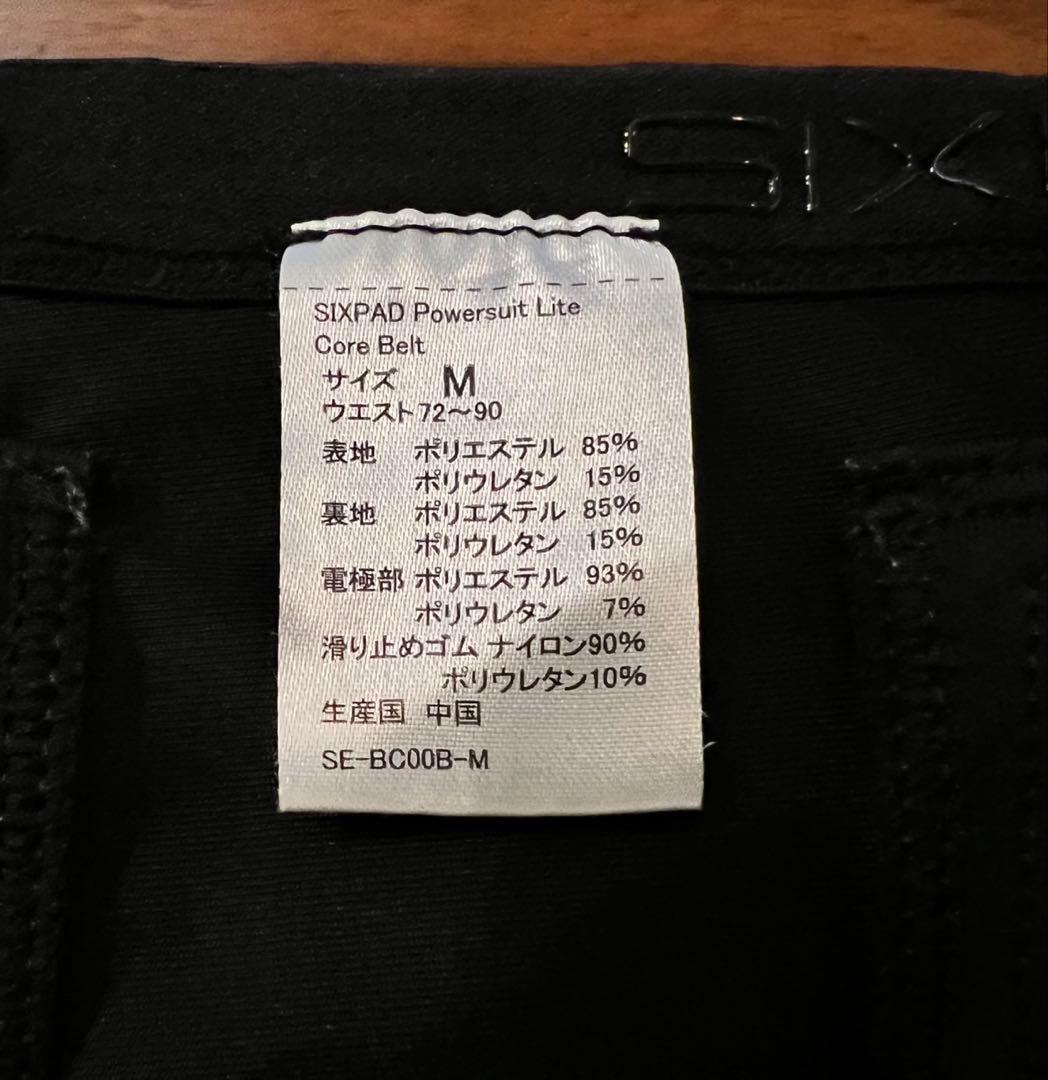 SIX
SIXPAD Powersuit Lite
Core Belt
サイズ M
ウエスト72〜90
表地 ポリエステル 85%
ポリウレタン 15%
裏地 ポリエステル 85%
ポリウレタン 15%
電極部 ポリエステル 93%
ポリウレタン 7%
滑り止めゴム ナイロン90%
ポリウレタン10%
生産国 中国
SE-BC00B-M